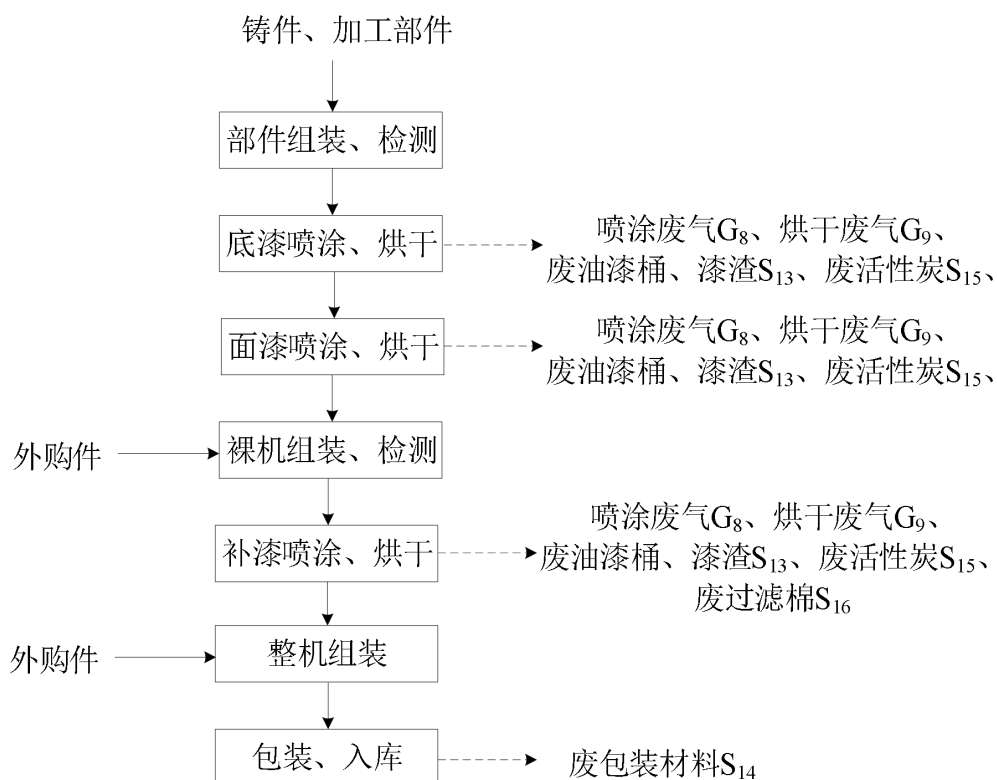 铸件、加工部件
部件组装、检测
底漆喷涂、烘干
喷涂废气G8、烘干废气G9、
废油漆桶、漆渣S13、废活性炭S15、
面漆喷涂、烘干
喷涂废气G8、烘干废气G9、
废油漆桶、漆渣S13、废活性炭S15、
外购件
裸机组装、检测
补漆喷涂、烘干
喷涂废气G8、烘干废气G9、
废油漆桶、漆渣S13、废活性炭S15、
废过滤棉S16
外购件
整机组装
包装、入库
废包装材料S14